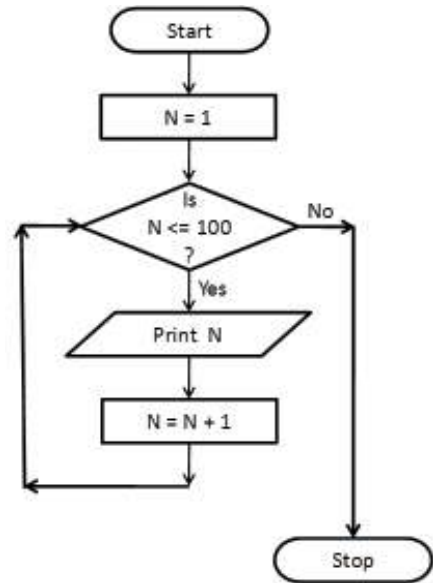 Start
N = 1
Is
N <= 100
?
No
Yes
Print N
N = N + 1
Stop